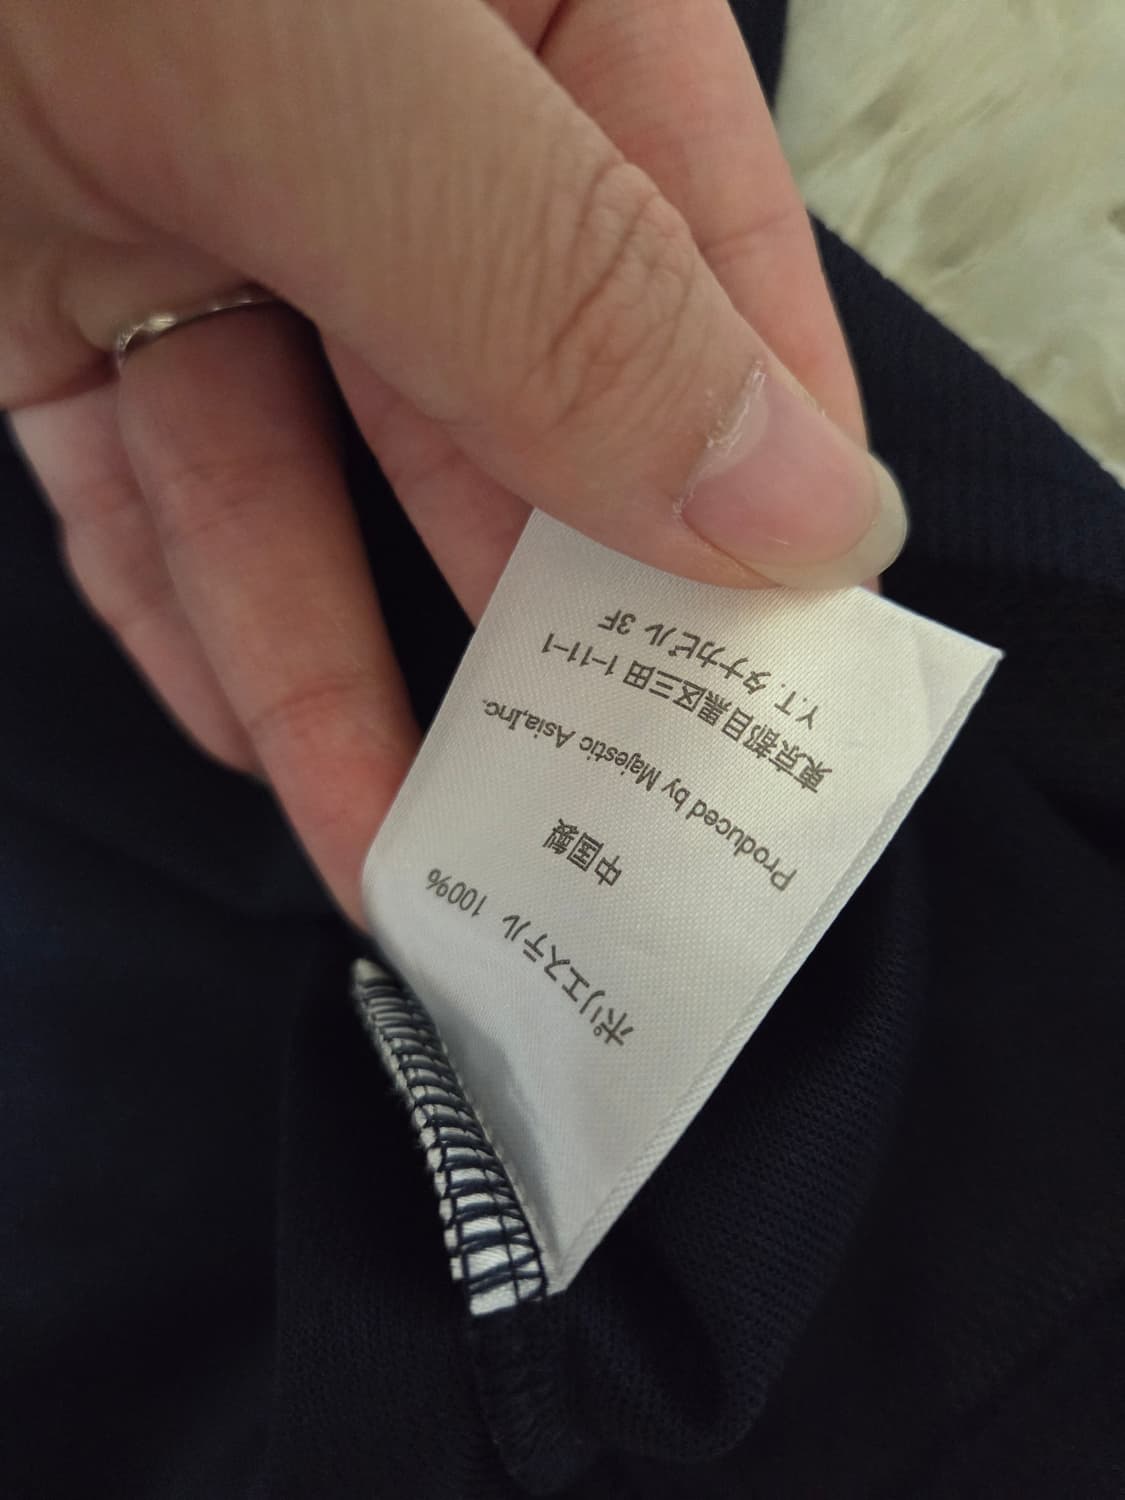 ポリエステル 100%
中国製
Produced by Majestic Asia,Inc.
東京都目黒区三田 1-11-1
Y.T.タナカビル 3F